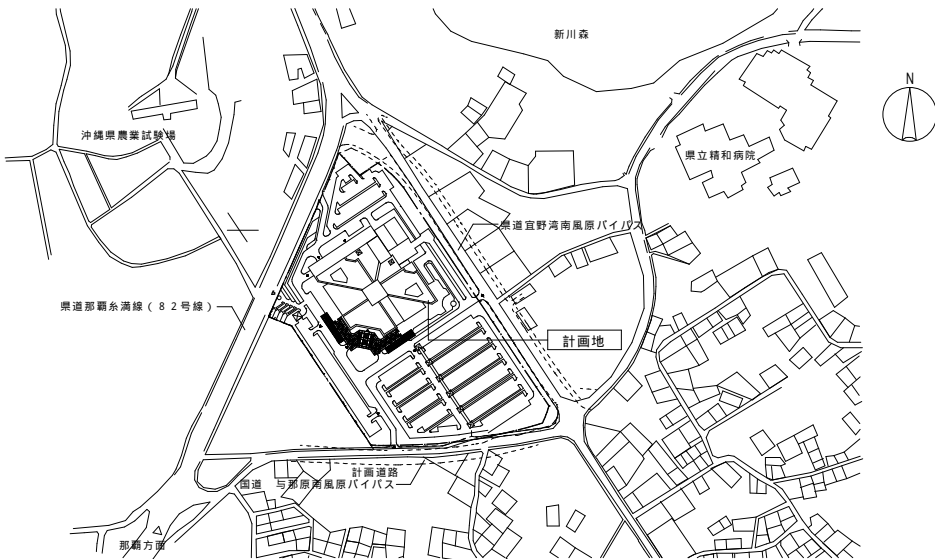 新川森
N
沖縄県農業試験場
県立精和病院
県道宜野湾南風原バイパス
県道那覇糸満線(82号線)
計画地
計画道路
国道 与那原南風原バイパス
那覇方面